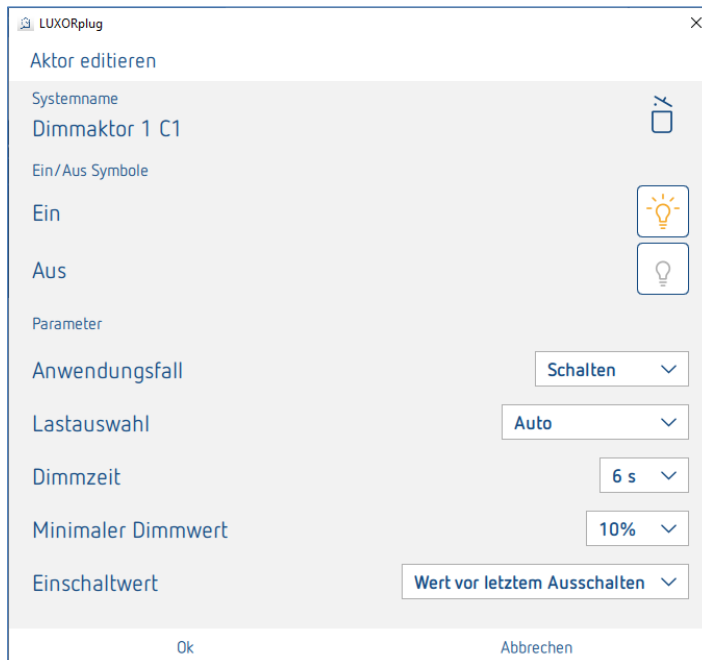 LUXORplug
Aktor editieren
Systemname
Dimmaktor 1 C1
Ein/Aus Symbole
Ein
Aus
Parameter
Anwendungsfall Schalten
Lastauswahl Auto
Dimmzeit 6 s
Minimaler Dimmwert 10%
Einschaltwert Wert vor letztem Ausschalten
Ok Abbrechen